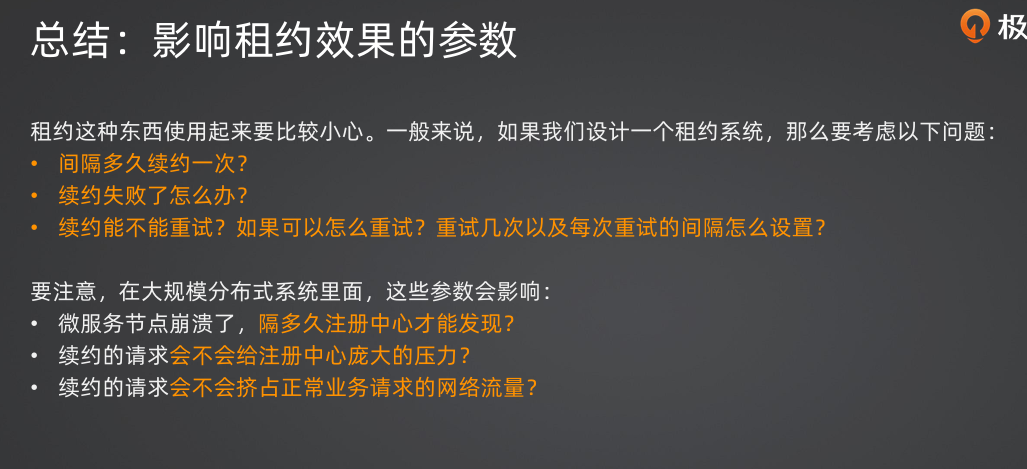 总结：影响租约效果的参数
极
租约这种东西使用起来要比较小心。一般来说，如果我们设计一个租约系统，那么要考虑以下问题：
• 间隔多久续约一次？
• 续约失败了怎么办？
• 续约能不能重试？如果可以怎么重试？重试几次以及每次重试的间隔怎么设置？
要注意，在大规模分布式系统里面，这些参数会影响：
• 微服务节点崩溃了，隔多久注册中心才能发现？
• 续约的请求会不会给注册中心庞大的压力？
• 续约的请求会不会挤占正常业务请求的网络流量？